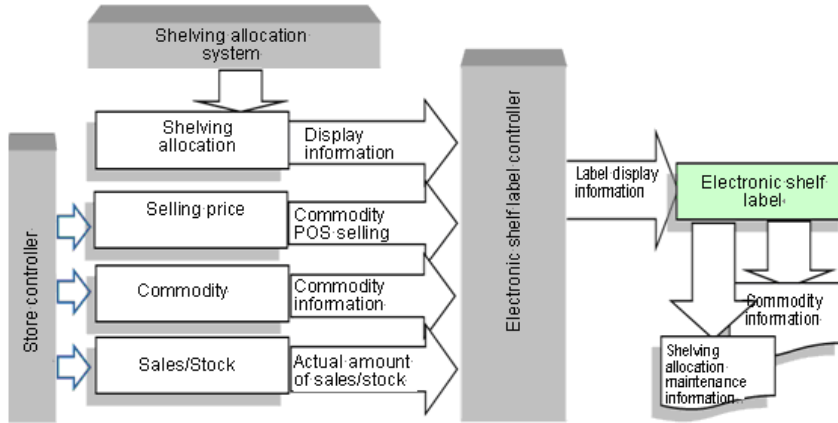 Shelving allocation
system
Shelving
allocation
Display
information
Selling price
Commodity
POS selling
Commodity
Commodity
information
Sales/Stock
Actual amount
of sales/stock
Store controller
Electronic shelf label controller
Label display
information
Electronic shelf
label
Commodity
information
Shelving
allocation
maintenance
information